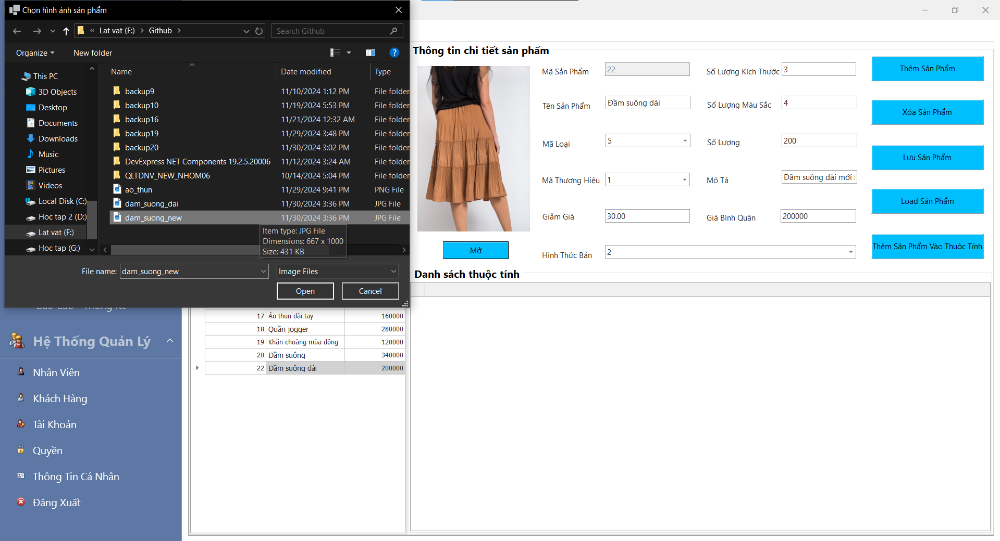 Chọn hình ảnh sản phẩm
« Lat vat (F:) > Github >
Search Github
Organize
New folder
Name
Date modified
Type
This PC
3D Objects
Desktop
Documents
Downloads
Music
Pictures
Videos
Local Disk (C:)
Hoc tap 2 (D:)
Lat vat (F:)
Hoc tap (G:)
backup9 11/10/2024 1:12 PM File folder
backup10 11/19/2024 5:53 PM File folder
backup16 11/21/2024 12:32 AM File folder
backup19 11/29/2024 3:48 PM File folder
backup20 11/30/2024 3:02 PM File folder
DevExpress NET Components 19.2.5.20006 11/12/2024 3:24 AM File folder
QLTDNV_NEW_NHOM06 10/14/2024 5:04 PM File folder
ao_thun 11/29/2024 9:41 PM PNG File
dam_suong_dai 11/30/2024 3:36 PM JPG File
dam_suong_new 11/30/2024 3:36 PM JPG File
Item type: JPG File
Dimensions: 667 x 1000
Size: 431 KB
File name: dam_suong_new
Image Files
Open
Cancel
Thông tin chi tiết sản phẩm
Mở
Mã Sản Phẩm 22
Số Lượng Kích Thước 3
Tên Sản Phẩm Đầm suông dài
Số Lượng Màu Sắc 4
Mã Loại 5
Số Lượng 200
Mã Thương Hiệu 1
Mô Tả Đầm suông dài mới
Giảm Giá 30.00
Giá Bình Quân 200000
Hình Thức Bán 2
Thêm Sản Phẩm
Xóa Sản Phẩm
Lưu Sản Phẩm
Load Sản Phẩm
Thêm Sản Phẩm Vào Thuộc Tính
Danh sách thuộc tính
Báo Cáo - Thống Kê
Hệ Thống Quản Lý
Nhân Viên
Khách Hàng
Tài Khoản
Quyền
Thông Tin Cá Nhân
Đăng Xuất
17 Áo thun dài tay 160000
18 Quần jogger 280000
19 Khăn choàng mùa đông 120000
20 Đầm suông 340000
22 Đầm suông dài 200000